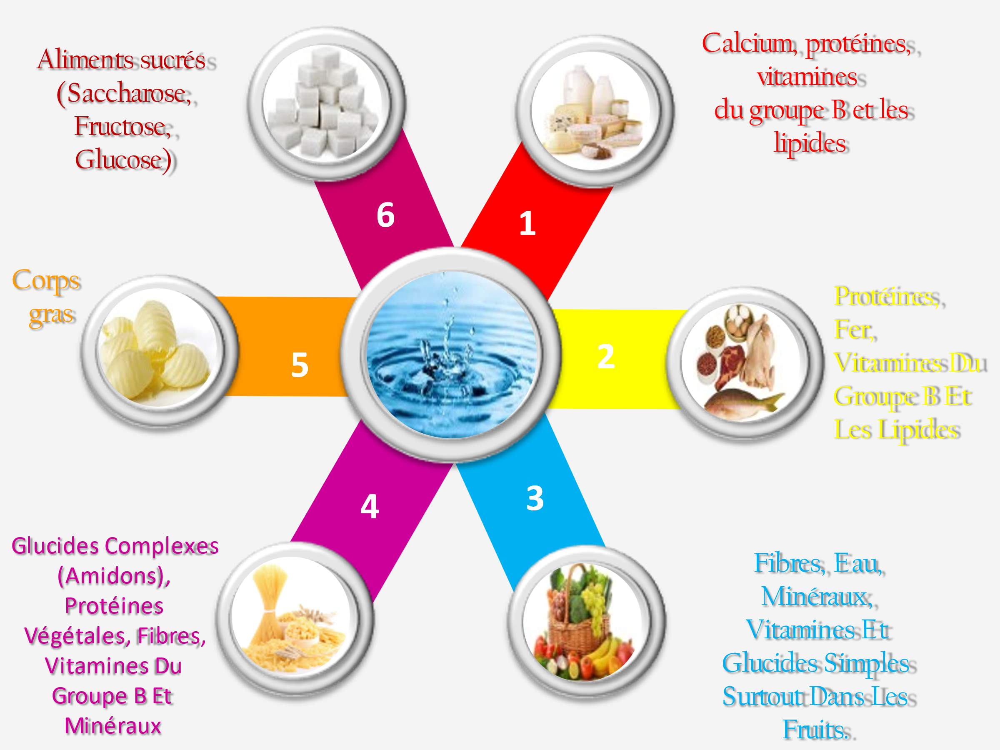 Aliments sucrés
(Saccharose,
Fructose,
Glucose)
6
Calcium, protéines,
vitamines
du groupe B et les
lipides
1
Corps
gras
5
2
Protéines,
Fer,
Vitamines Du
Groupe B Et
Les Lipides
4
3
Glucides Complexes
(Amidons),
Protéines
Végétales, Fibres,
Vitamines Du
Groupe B Et
Minéraux
Fibres, Eau,
Minéraux,
Vitamines Et
Glucides Simples
Surtout Dans Les
Fruits.